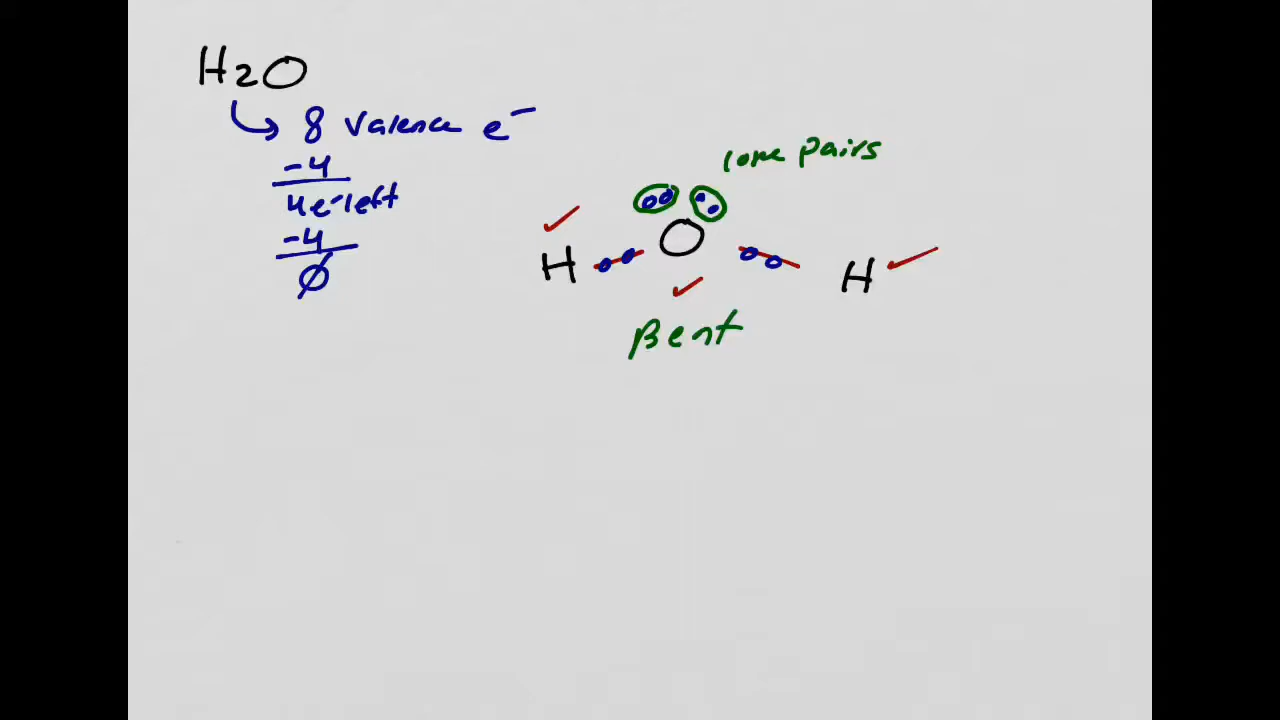 H2O
8 valence e⁻
-4
4e⁻ left
-4
∅
lone pairs
O
H
H
Bent